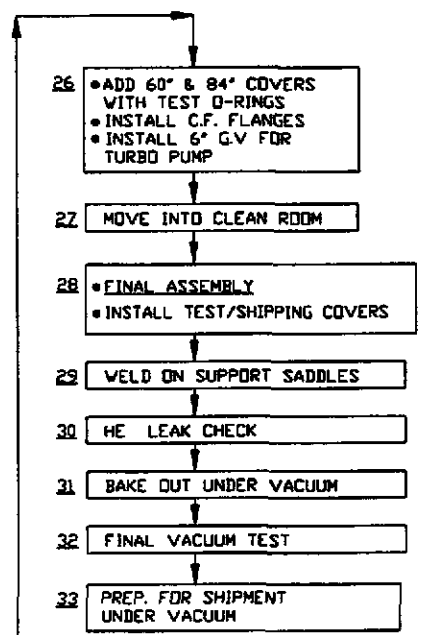 26 •ADD 60" & 84" COVERS
WITH TEST O-RINGS
•INSTALL C.F. FLANGES
•INSTALL 6" G.V FOR
TURBO PUMP
27 MOVE INTO CLEAN ROOM
28 •FINAL ASSEMBLY
•INSTALL TEST/SHIPPING COVERS
29 WELD ON SUPPORT SADDLES
30 HE LEAK CHECK
31 BAKE OUT UNDER VACUUM
32 FINAL VACUUM TEST
33 PREP. FOR SHIPMENT
UNDER VACUUM